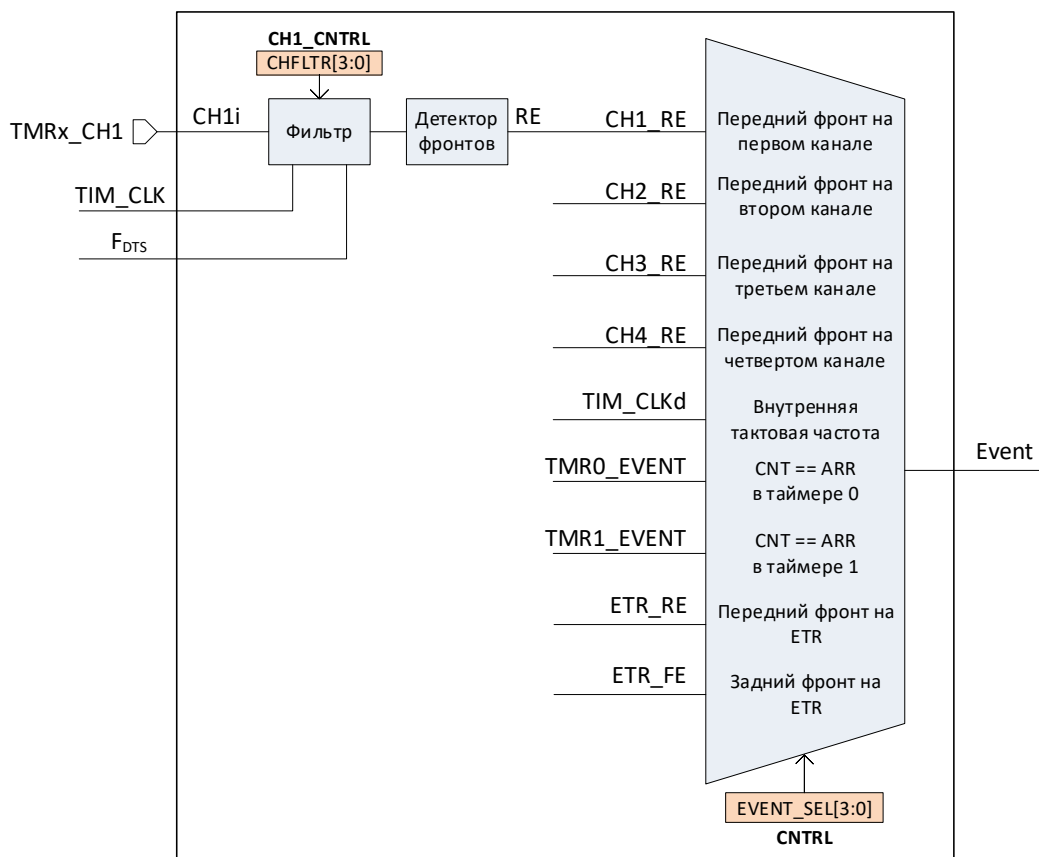 CH1_CNTRL
CHFLTR[3:0]
TMRx_CH1
CH1i
Фильтр
Детектор
фронтов
RE
CH1_RE
Передний фронт на
первом канале
TIM_CLK
CH2_RE
Передний фронт на
втором канале
FDTS
CH3_RE
Передний фронт на
третьем канале
CH4_RE
Передний фронт на
четвертом канале
TIM_CLKd
Внутренняя
тактовая частота
TMR0_EVENT
CNT == ARR
в таймере 0
Event
TMR1_EVENT
CNT == ARR
в таймере 1
ETR_RE
Передний фронт на
ETR
ETR_FE
Задний фронт на
ETR
EVENT_SEL[3:0]
CNTRL